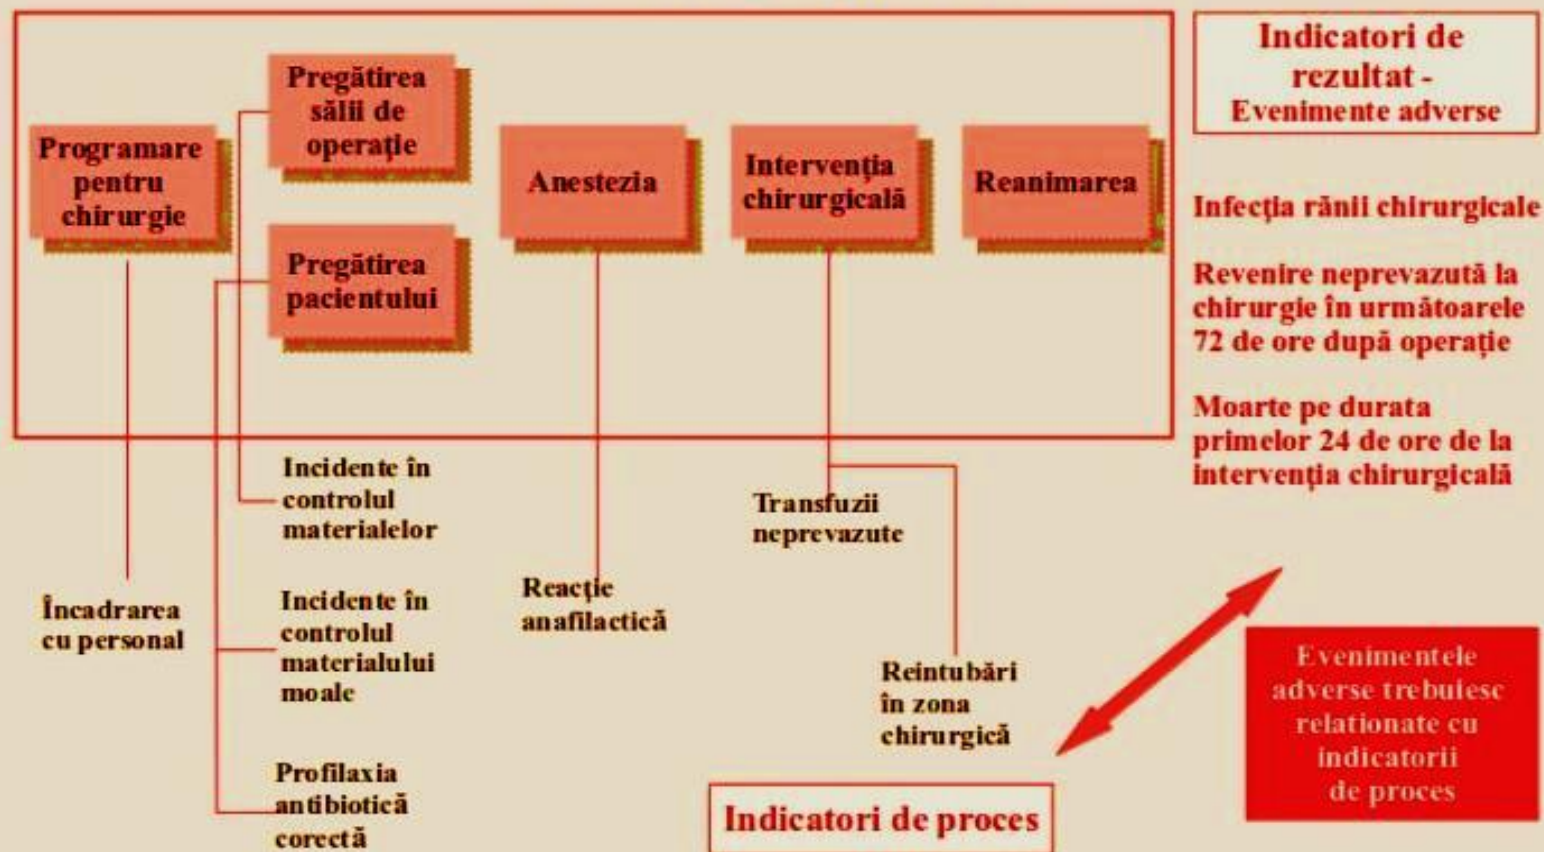 Programare
pentru
chirurgie
Pregătirea
sălii de
operație
Pregătirea
pacientului
Anestezia
Intervenția
chirurgicală
Reanimarea
Indicatori de
rezultat -
Evenimente adverse
Infecția rănii chirurgicale
Revenire neprevazută la
chirurgie în următoarele
72 de ore după operație
Moarte pe durata
primelor 24 de ore de la
intervenția chirurgicală
Încadrarea
cu personal
Incidente în
controlul
materialelor
Incidente în
controlul
materialului
moale
Profilaxia
antibiotică
corectă
Reacție
anafilactică
Transfuzii
neprevazute
Reintubări
în zona
chirurgică
Indicatori de proces
Evenimentele
adverse trebuiesc
relationate cu
indicatorii
de proces